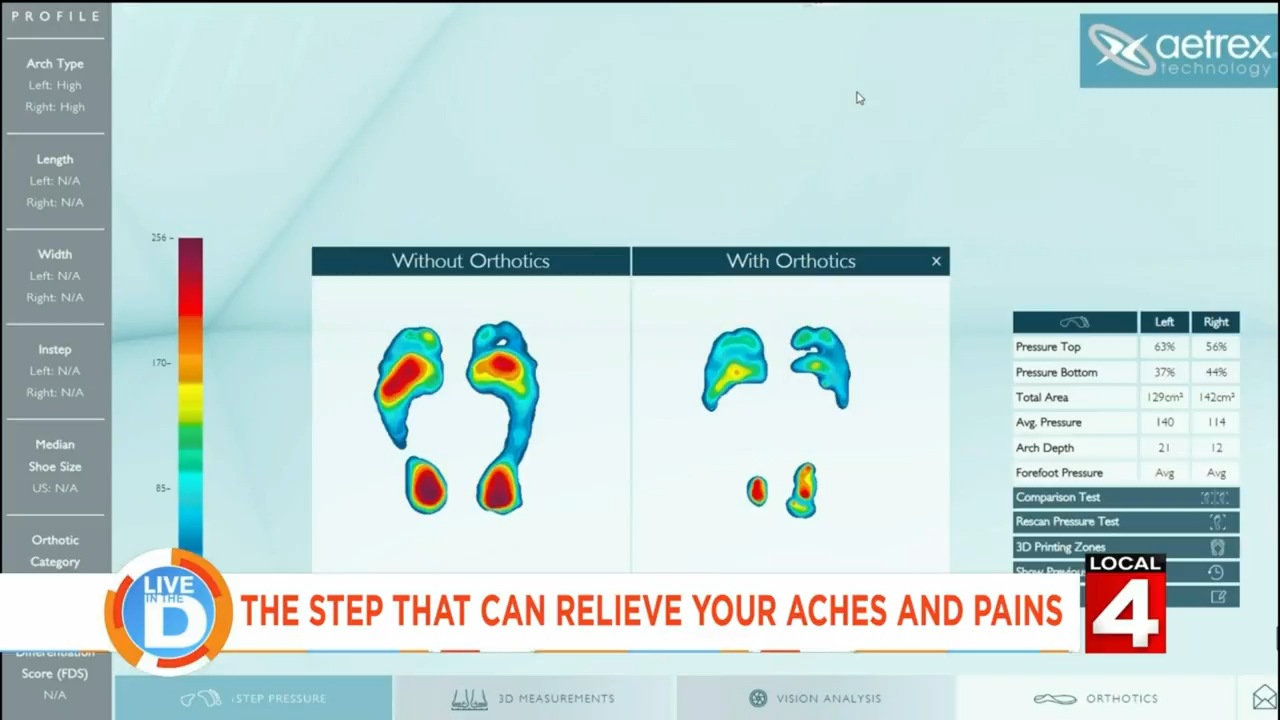 PROFILE
Arch Type
Left: High
Right: High
Length
Left: N/A
Right: N/A
Width
Left: N/A
Right: N/A
Instep
Left: N/A
Right: N/A
Median
Shoe Size
US: N/A
Orthotic
Category
Differentiation
Score (FDS)
N/A
aetrex
technology
256
170
85
Without Orthotics
With Orthotics
X
Left Right
Pressure Top 63% 56%
Pressure Bottom 37% 44%
Total Area 129cm² 142cm²
Avg. Pressure 140 114
Arch Depth 21 12
Forefoot Pressure Avg Avg
Comparison Test
Rescan Pressure Test
3D Printing Zones
Show Previous
LIVE
IN THE
D
THE STEP THAT CAN RELIEVE YOUR ACHES AND PAINS
LOCAL
4
iSTEP PRESSURE
3D MEASUREMENTS
VISION ANALYSIS
ORTHOTICS